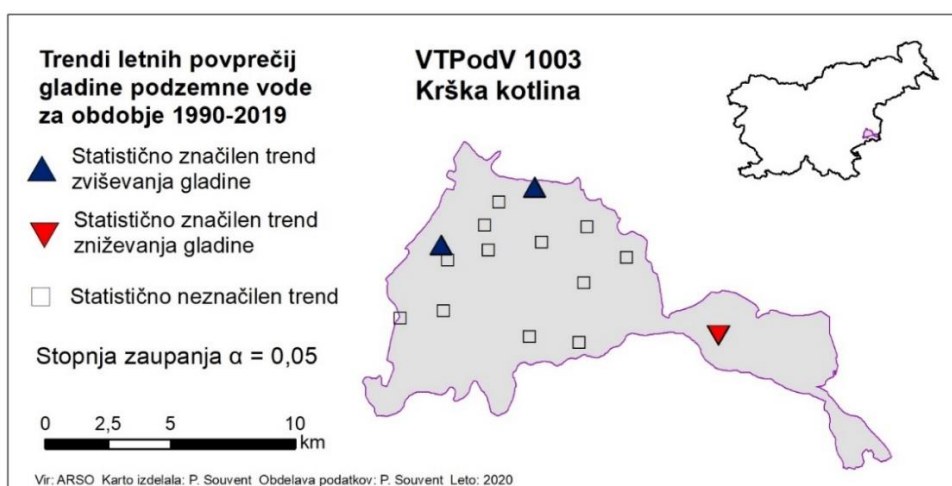 Trendi letnih povprečij
gladine podzemne vode
za obdobje 1990-2019
Statistično značilen trend
zviševanja gladine
Statistično značilen trend
zniževanja gladine
Statistično neznačilen trend
Stopnja zaupanja α = 0,05
0 2,5 5 10
km
Vir: ARSO Karto izdelala: P. Souvent Obdelava podatkov: P. Souvent Leto: 2020
VTPodV 1003
Krška kotlina